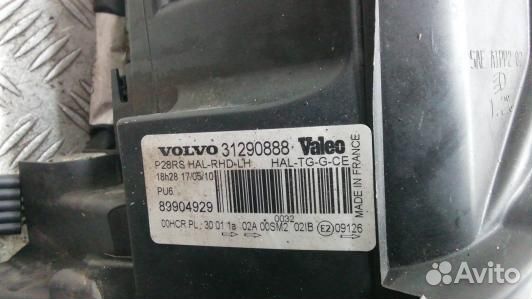 VOLVO 31290888 Valeo
P28RS HAL-RHD-LH HAL-TG-G-CE
18h28 17/05/10
PU6
89904929
0032
00HCR PL; 30 01 1a 02A 00SM2 02IB E2 09126
MADE IN FRANCE
SAE
Avito